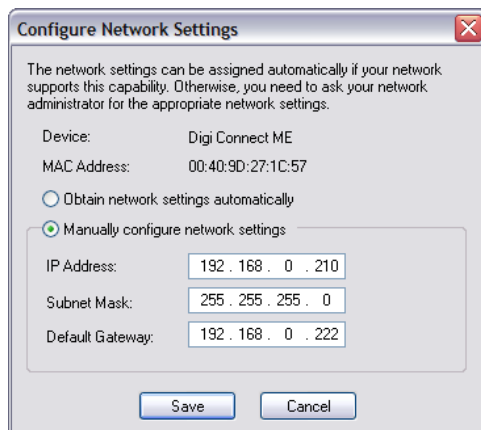 Configure Network Settings
The network settings can be assigned automatically if your network
supports this capability. Otherwise, you need to ask your network
administrator for the appropriate network settings.
Device: Digi Connect ME
MAC Address: 00:40:9D:27:1C:57
Obtain network settings automatically
Manually configure network settings
IP Address: 192 . 168 . 0 . 210
Subnet Mask: 255 . 255 . 255 . 0
Default Gateway: 192 . 168 . 0 . 222
Save Cancel